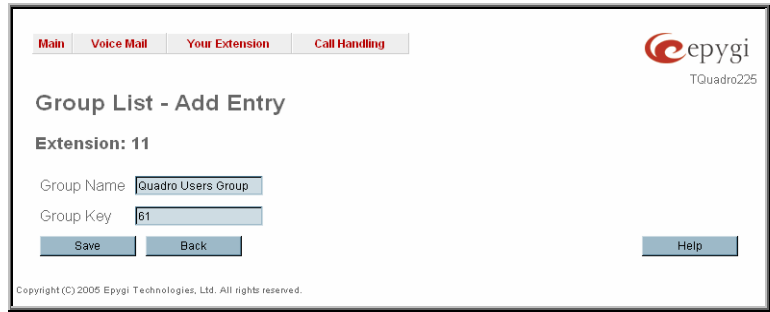 Main Voice Mail Your Extension Call Handling
epygi
TQuadro225
Group List - Add Entry
Extension: 11
Group Name Quadro Users Group
Group Key 61
Save Back Help
Copyright (C) 2005 Epygi Technologies, Ltd. All rights reserved.